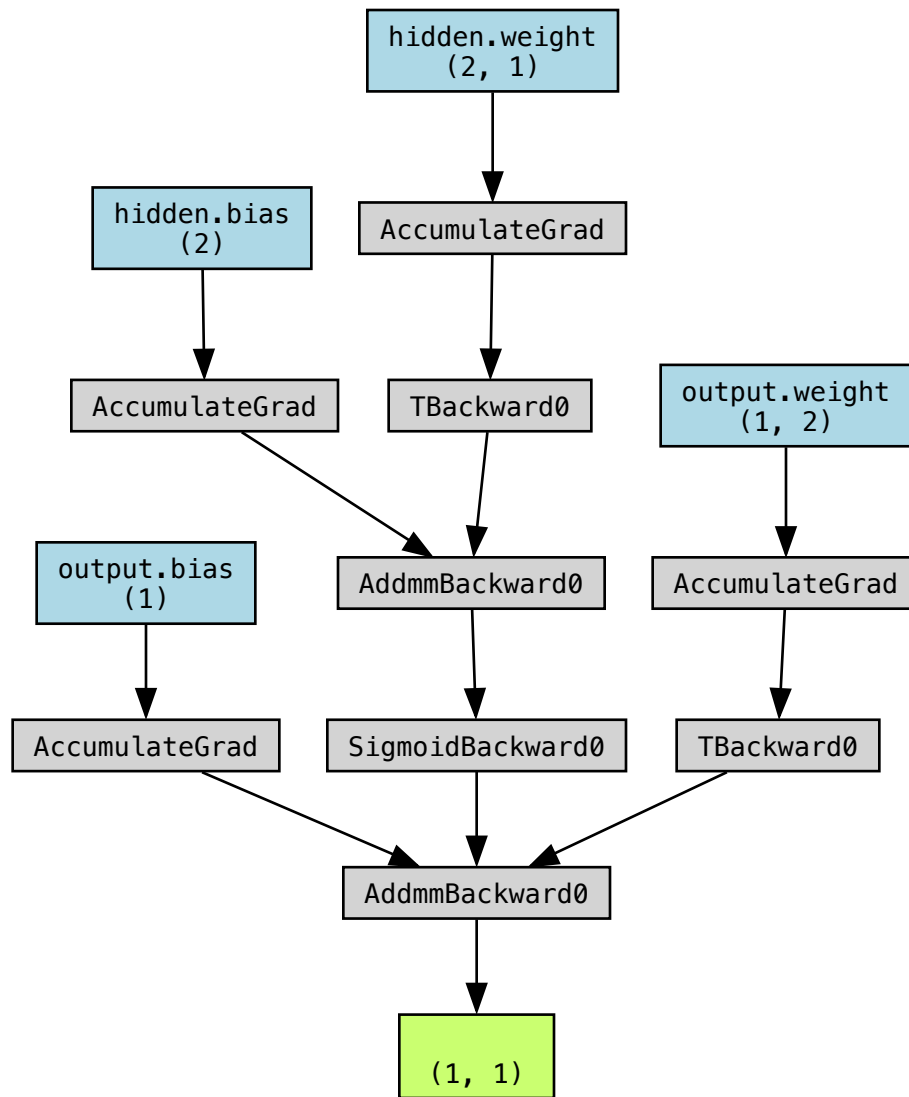 hidden.weight
(2, 1)
hidden.bias
(2)
AccumulateGrad
AccumulateGrad
TBackward0
output.weight
(1, 2)
output.bias
(1)
AddmmBackward0
AccumulateGrad
AccumulateGrad
SigmoidBackward0
TBackward0
AddmmBackward0
(1, 1)